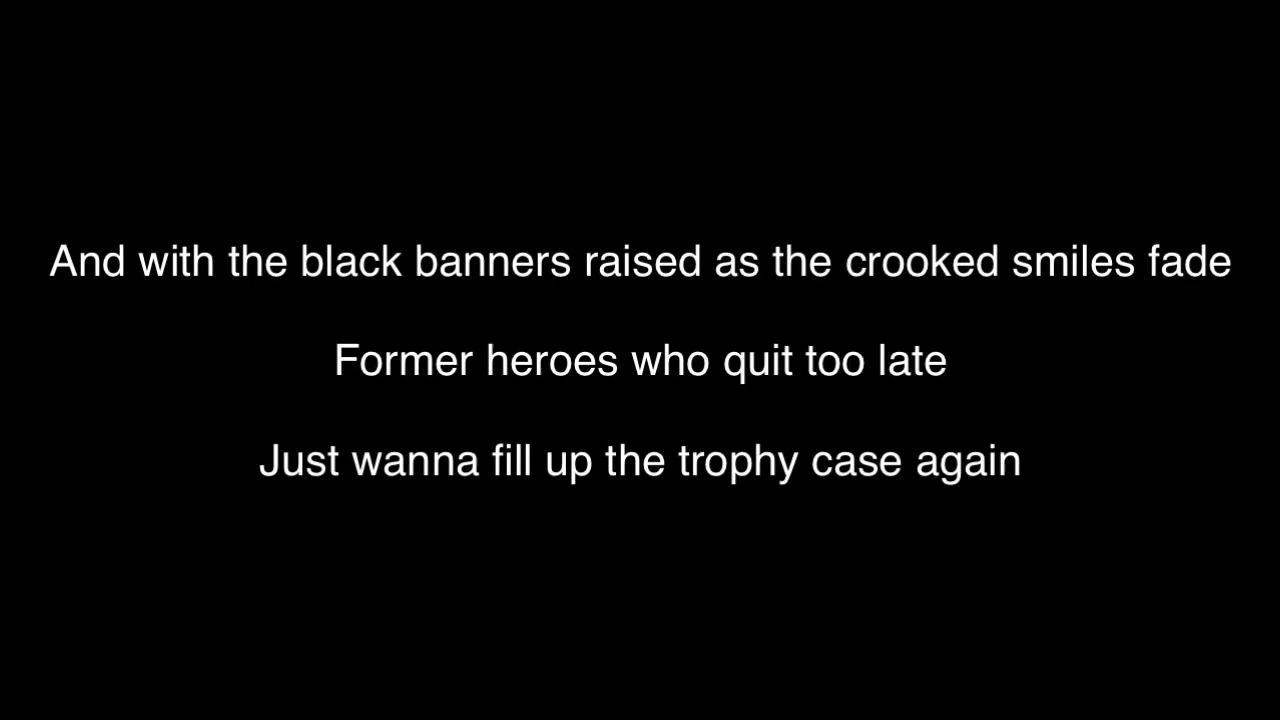 And with the black banners raised as the crooked smiles fade
Former heroes who quit too late
Just wanna fill up the trophy case again